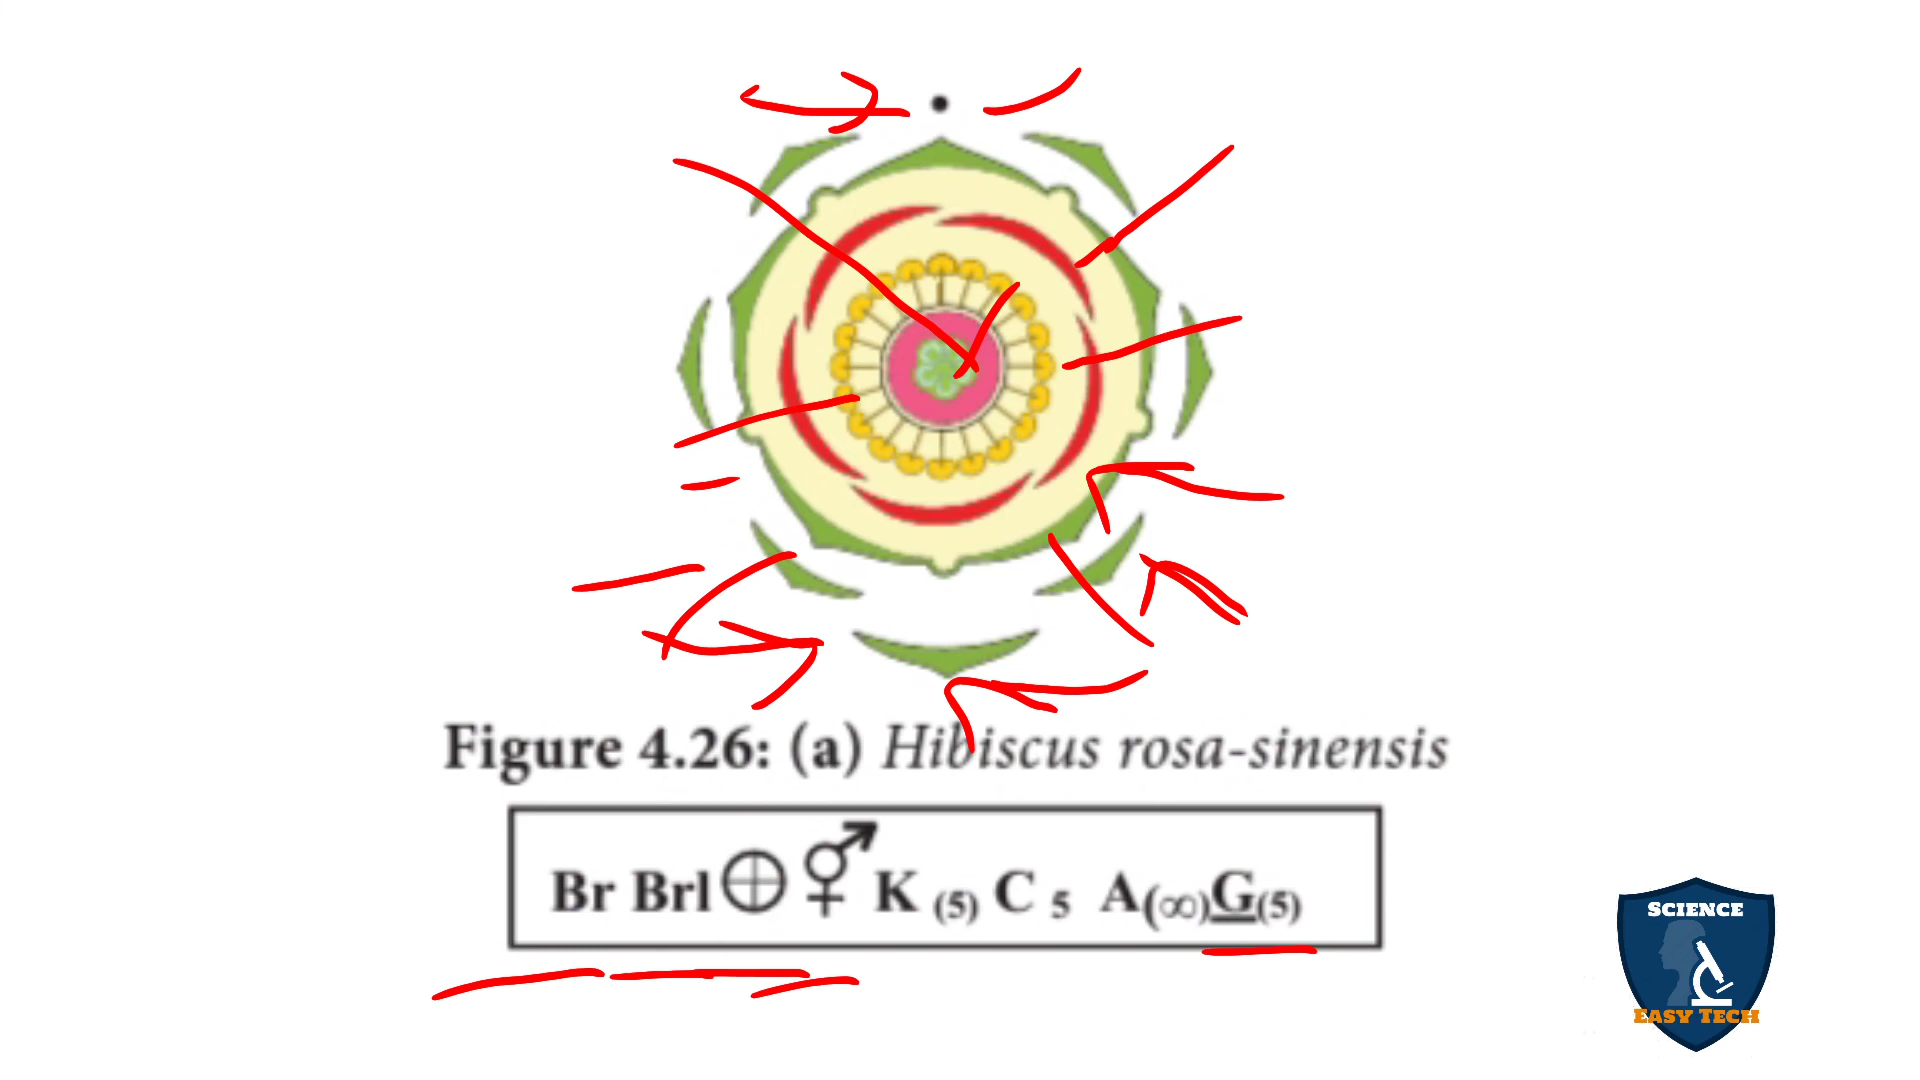 Figure 4.26: (a) Hibiscus rosa-sinensis
Br Brl ⊕ ⚥ K (5) C 5 A(∞)G(5)
SCIENCE
EASY TECH